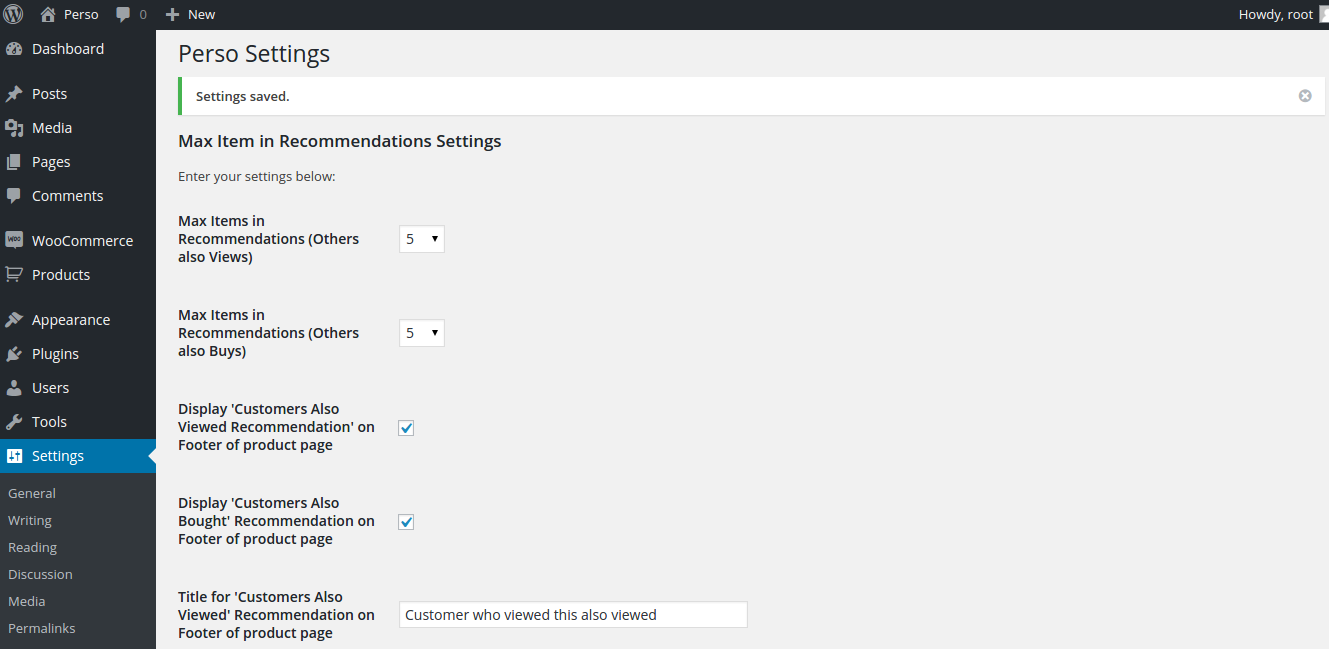 Perso 0 New Howdy, root
Dashboard
Posts
Media
Pages
Comments
WOO WooCommerce
Products
Appearance
Plugins
Users
Tools
Settings
General
Writing
Reading
Discussion
Media
Permalinks
Perso Settings
Settings saved.
Max Item in Recommendations Settings
Enter your settings below:
Max Items in
Recommendations (Others
also Views)
5
Max Items in
Recommendations (Others
also Buys)
5
Display 'Customers Also
Viewed Recommendation' on
Footer of product page
Display 'Customers Also
Bought' Recommendation on
Footer of product page
Title for 'Customers Also
Viewed' Recommendation on
Footer of product page
Customer who viewed this also viewed